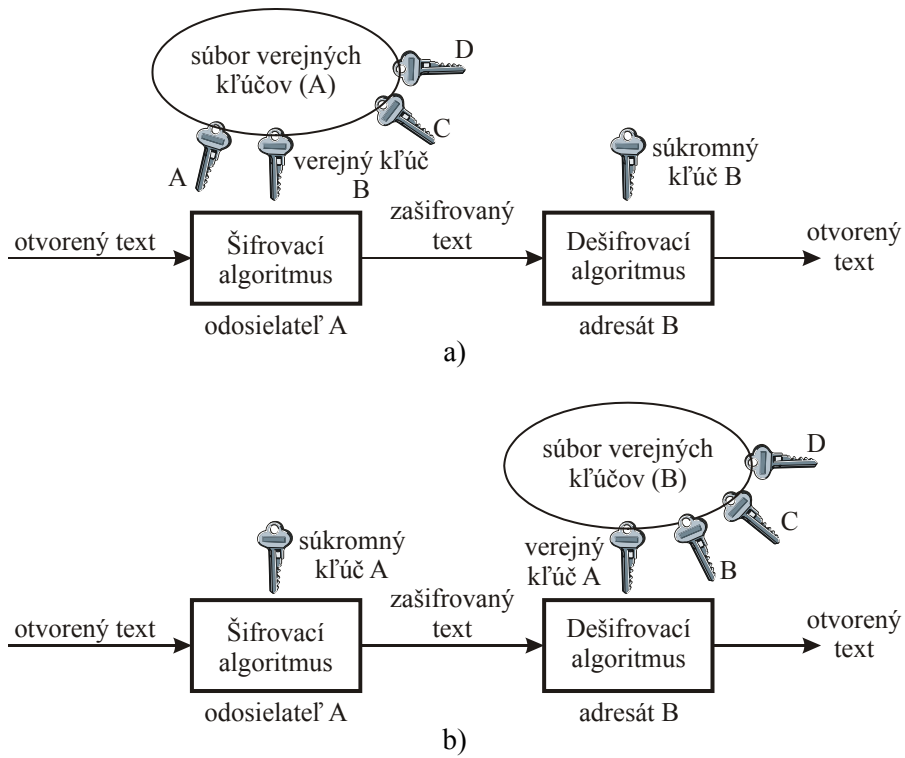 súbor verejných
kľúčov (A)
D
C
A
verejný kľúč
B
súkromný
kľúč B
otvorený text
Šifrovací
algoritmus
zašifrovaný
text
Dešifrovací
algoritmus
otvorený
text
odosielateľ A
adresát B
a)
súbor verejných
kľúčov (B)
D
C
B
súkromný
kľúč A
verejný
kľúč A
otvorený text
Šifrovací
algoritmus
zašifrovaný
text
Dešifrovací
algoritmus
otvorený
text
odosielateľ A
adresát B
b)